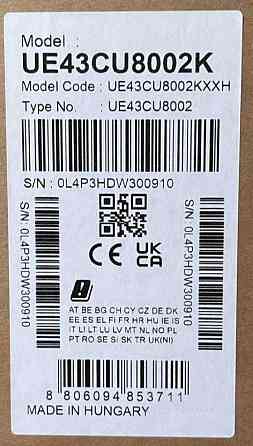 Model :
UE43CU8002K
Model Code : UE43CU8002KXXH
Type No. : UE43CU8002
S/N : 0L4P3HDW300910
S/N: 0L4P3HDW300910
S/N: 0L4P3HDW300910
CE UK
CA
AT BE BG CH CY CZ DE DK
EE ES EL FI FR HR HU IE IS
IT LI LT LU LV MT NL NO PL
PT RO SE SI SK TR UK(NI)
8 806094 853711
MADE IN HUNGARY